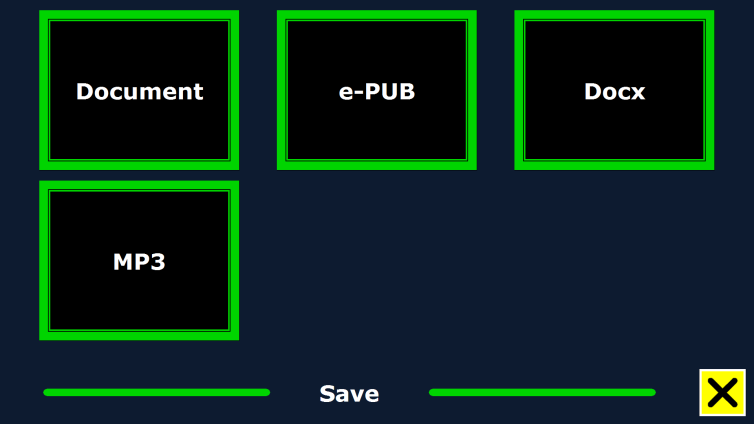 Document
e-PUB
Docx
MP3
Save